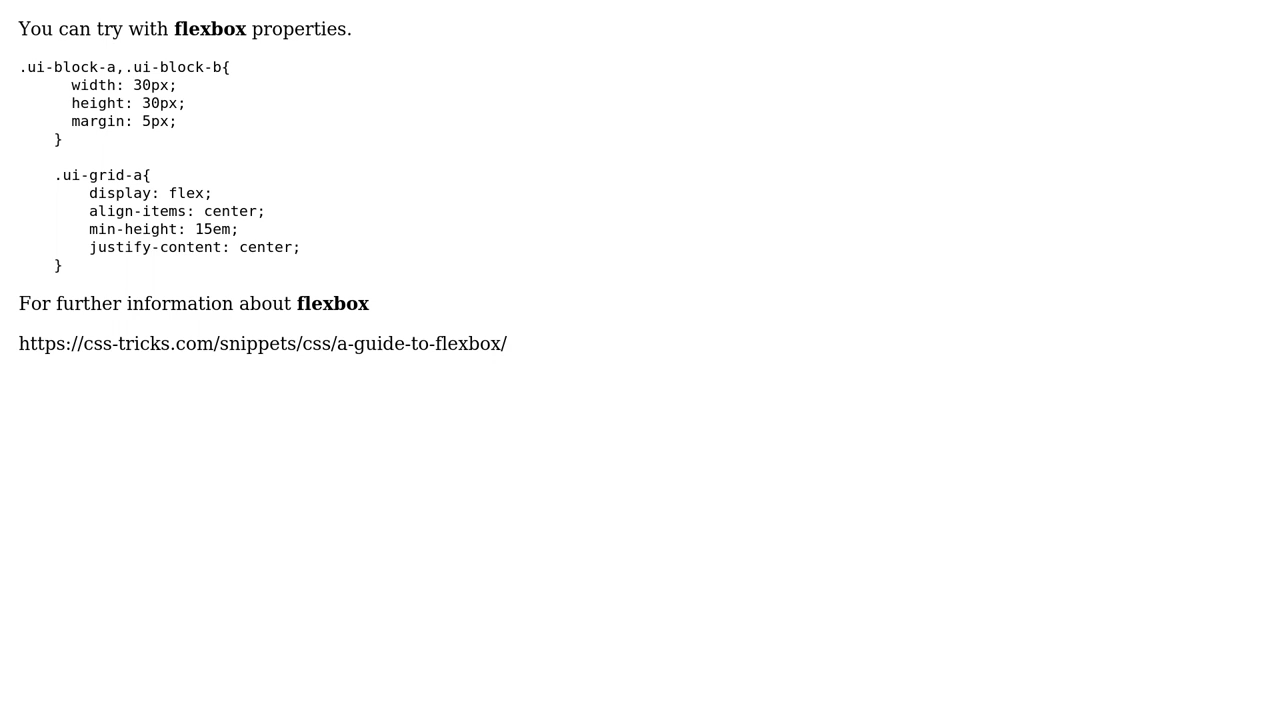 You can try with flexbox properties.
.ui-block-a,.ui-block-b{
      width: 30px;
      height: 30px;
      margin: 5px;
    }

    .ui-grid-a{
        display: flex;
        align-items: center;
        min-height: 15em;
        justify-content: center;
    }
For further information about flexbox
https://css-tricks.com/snippets/css/a-guide-to-flexbox/